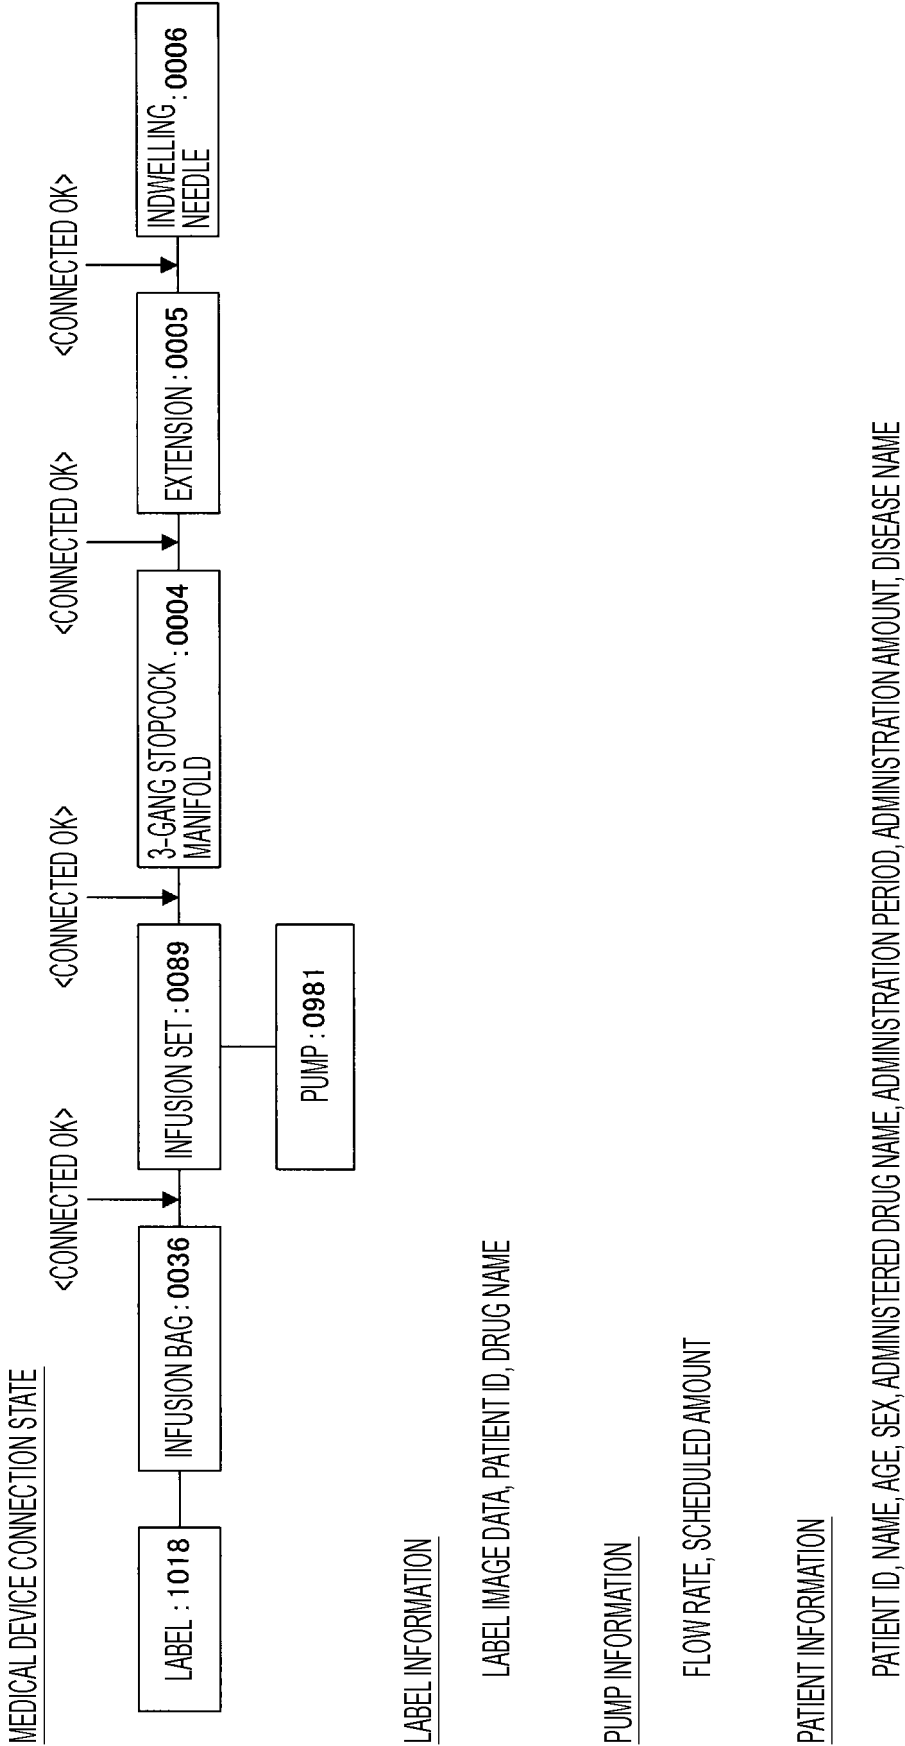 MEDICAL DEVICE CONNECTION STATE
<CONNECTED OK>
<CONNECTED OK>
<CONNECTED OK>
<CONNECTED OK>
LABEL : 1018
INFUSION BAG : 0036
INFUSION SET : 0089
3-GANG STOPCOCK : 0004
MANIFOLD
EXTENSION : 0005
INDWELLING : 0006
NEEDLE
PUMP : 0981
LABEL INFORMATION
LABEL IMAGE DATA, PATIENT ID, DRUG NAME
PUMP INFORMATION
FLOW RATE, SCHEDULED AMOUNT
PATIENT INFORMATION
PATIENT ID, NAME, AGE, SEX, ADMINISTERED DRUG NAME, ADMINISTRATION PERIOD, ADMINISTRATION AMOUNT, DISEASE NAME